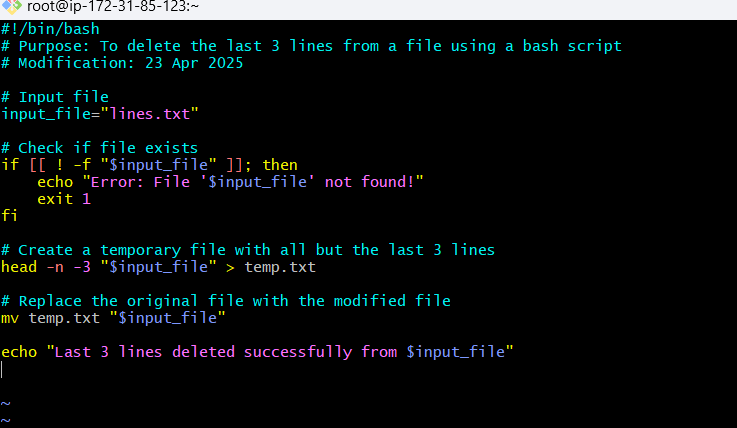 root@ip-172-31-85-123:~
#!/bin/bash
# Purpose: To delete the last 3 lines from a file using a bash script
# Modification: 23 Apr 2025

# Input file
input_file="lines.txt"

# Check if file exists
if [[ ! -f "$input_file" ]]; then
    echo "Error: File '$input_file' not found!"
    exit 1
fi

# Create a temporary file with all but the last 3 lines
head -n -3 "$input_file" > temp.txt

# Replace the original file with the modified file
mv temp.txt "$input_file"

echo "Last 3 lines deleted successfully from $input_file"

~
~